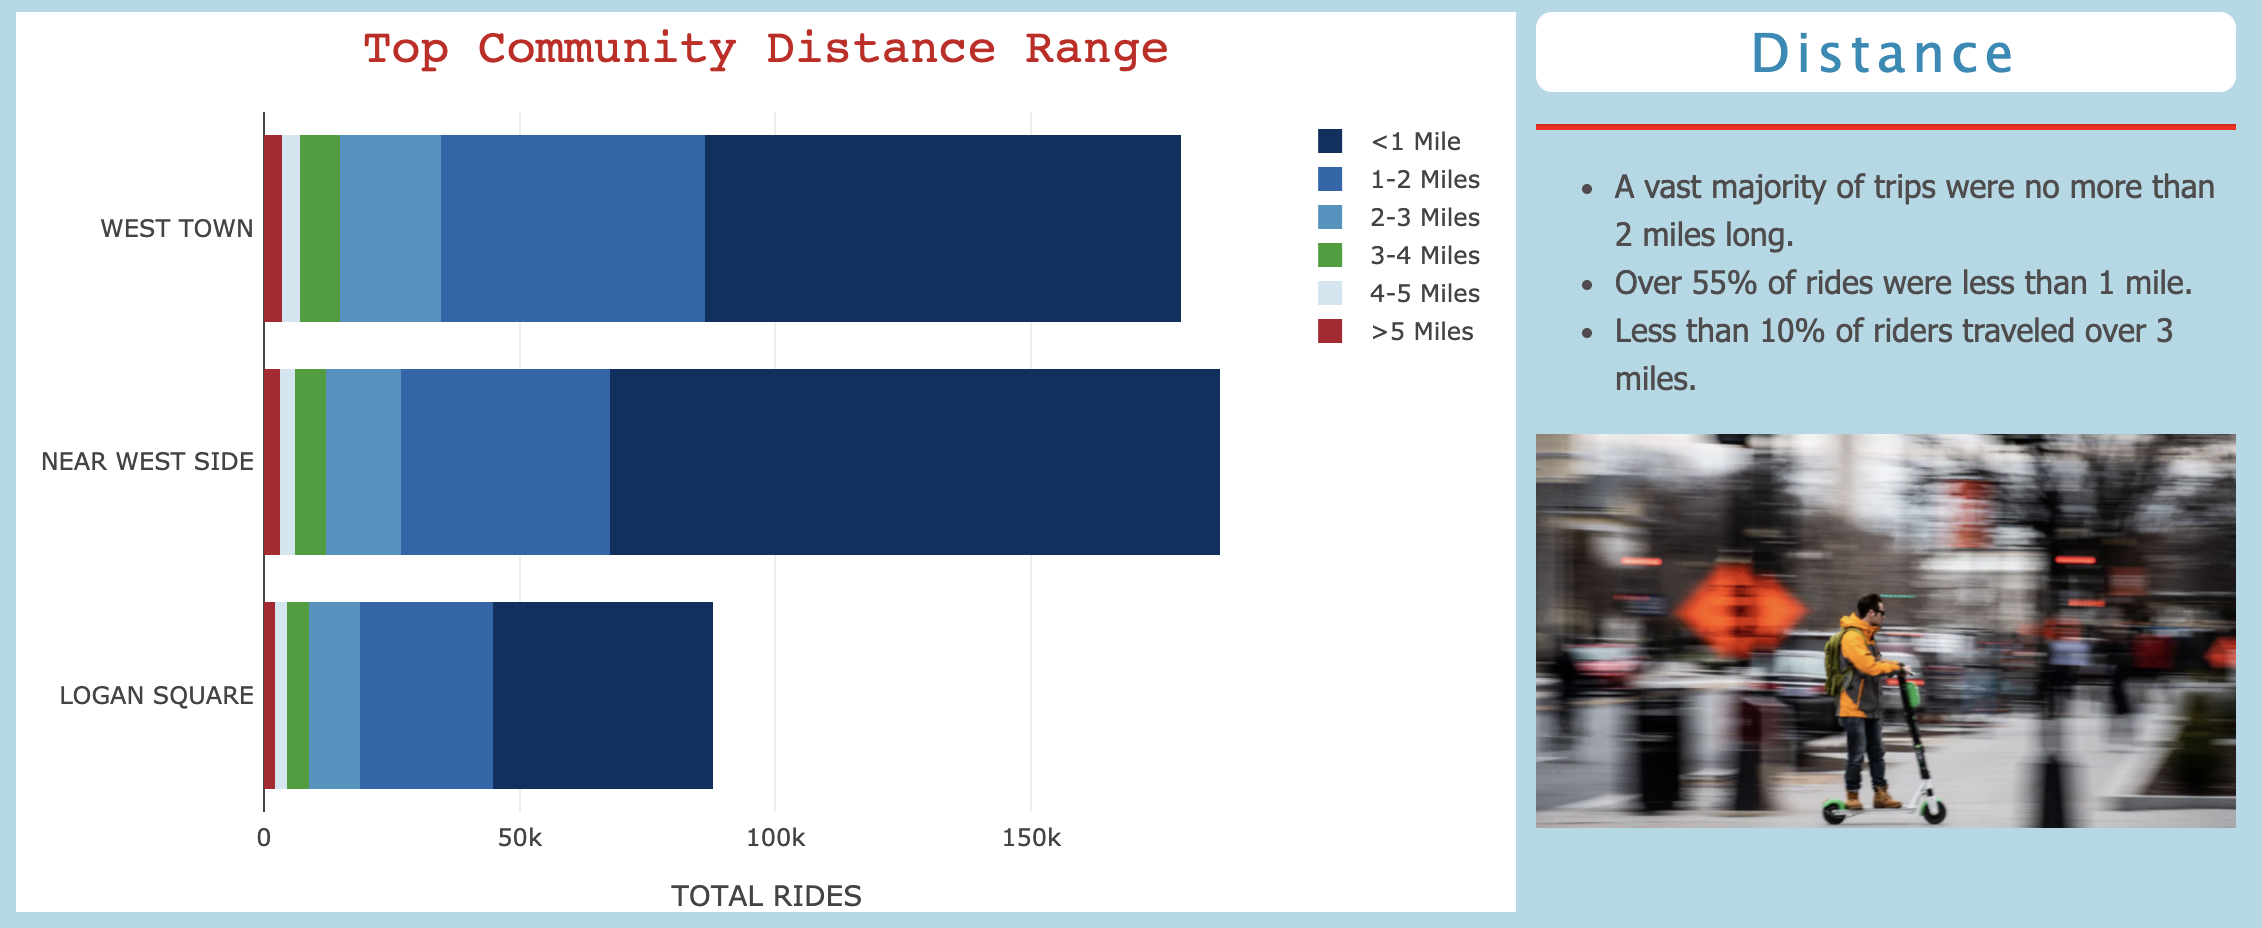 Top Community Distance Range
WEST TOWN
NEAR WEST SIDE
LOGAN SQUARE
0
50k
100k
150k
TOTAL RIDES
<1 Mile
1-2 Miles
2-3 Miles
3-4 Miles
4-5 Miles
>5 Miles
Distance
• A vast majority of trips were no more than
2 miles long.
• Over 55% of rides were less than 1 mile.
• Less than 10% of riders traveled over 3
miles.